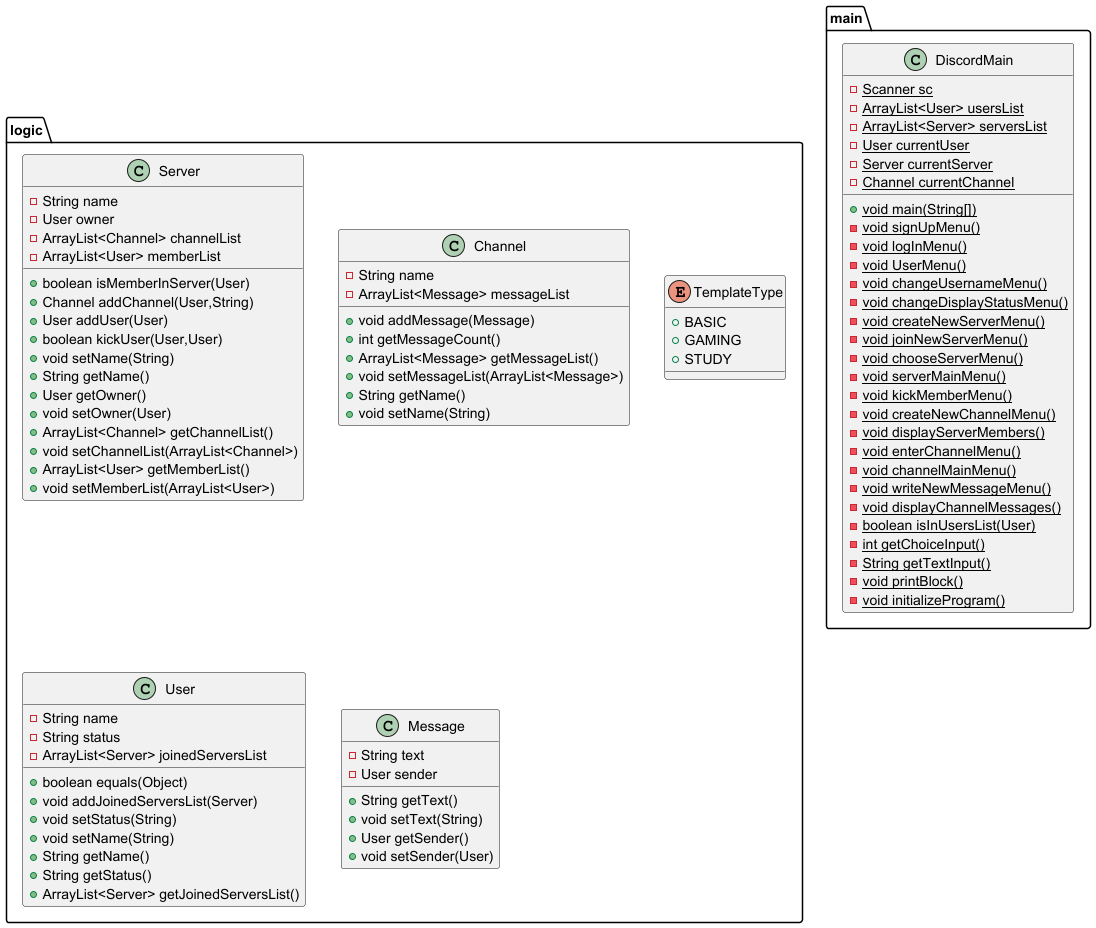 logic
C Server
String name
User owner
ArrayList<Channel> channelList
ArrayList<User> memberList
boolean isMemberInServer(User)
Channel addChannel(User,String)
User addUser(User)
boolean kickUser(User,User)
void setName(String)
String getName()
User getOwner()
void setOwner(User)
ArrayList<Channel> getChannelList()
void setChannelList(ArrayList<Channel>)
ArrayList<User> getMemberList()
void setMemberList(ArrayList<User>)
C Channel
String name
ArrayList<Message> messageList
void addMessage(Message)
int getMessageCount()
ArrayList<Message> getMessageList()
void setMessageList(ArrayList<Message>)
String getName()
void setName(String)
E TemplateType
BASIC
GAMING
STUDY
C User
String name
String status
ArrayList<Server> joinedServersList
boolean equals(Object)
void addJoinedServersList(Server)
void setStatus(String)
void setName(String)
String getName()
String getStatus()
ArrayList<Server> getJoinedServersList()
C Message
String text
User sender
String getText()
void setText(String)
User getSender()
void setSender(User)
main
C DiscordMain
Scanner sc
ArrayList<User> usersList
ArrayList<Server> serversList
User currentUser
Server currentServer
Channel currentChannel
void main(String[])
void signUpMenu()
void logInMenu()
void UserMenu()
void changeUsernameMenu()
void changeDisplayStatusMenu()
void createNewServerMenu()
void joinNewServerMenu()
void chooseServerMenu()
void serverMainMenu()
void kickMemberMenu()
void createNewChannelMenu()
void displayServerMembers()
void enterChannelMenu()
void channelMainMenu()
void writeNewMessageMenu()
void displayChannelMessages()
boolean isInUsersList(User)
int getChoiceInput()
String getTextInput()
void printBlock()
void initializeProgram()